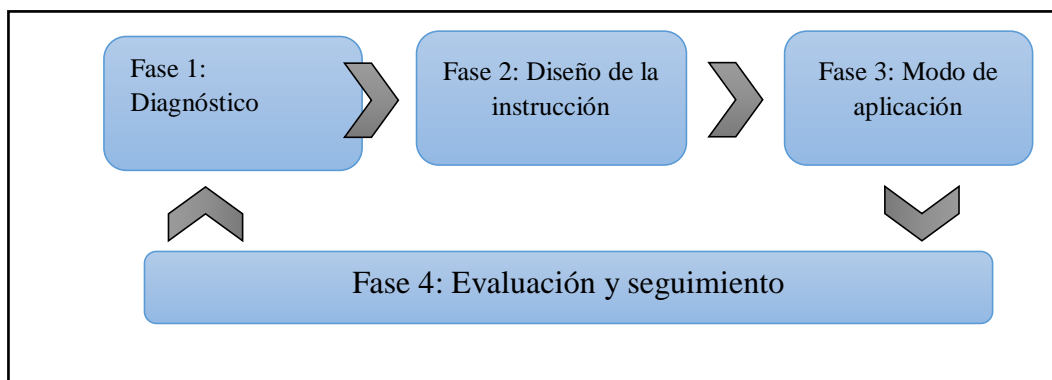 Fase 1:
Diagnóstico
Fase 2: Diseño de la
instrucción
Fase 3: Modo de
aplicación
Fase 4: Evaluación y seguimiento